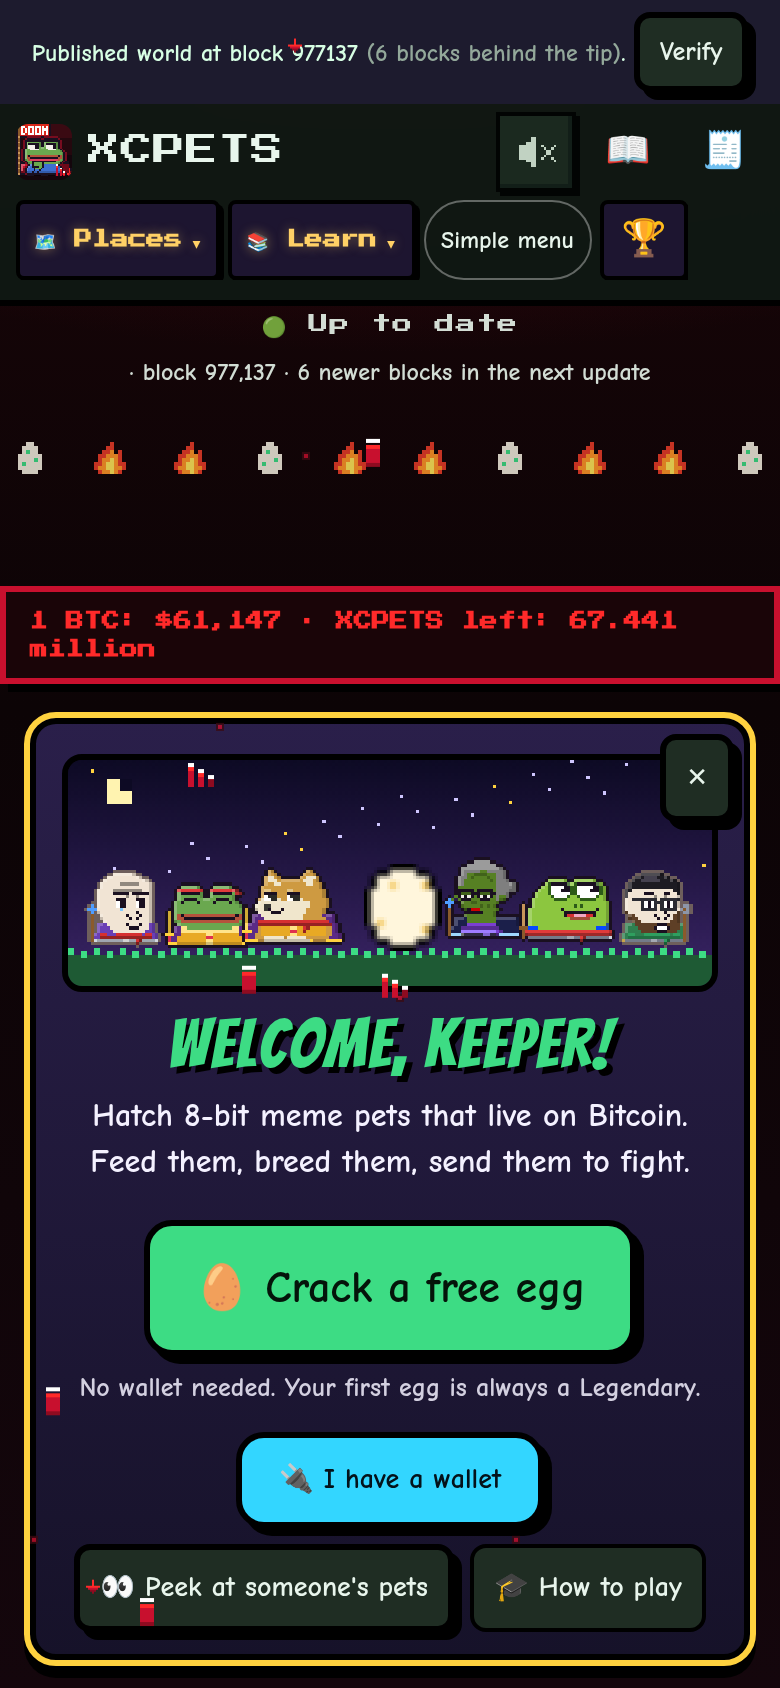 Published world at block 977137 (6 blocks behind the tip).
Verify
DOOM
XCPETS
Places ▾
Learn ▾
Simple menu
Up to date
· block 977,137 · 6 newer blocks in the next update
1 BTC: $61,147 · XCPETS left: 67.441
million
×
WELCOME, KEEPER!
Hatch 8-bit meme pets that live on Bitcoin.
Feed them, breed them, send them to fight.
Crack a free egg
No wallet needed. Your first egg is always a Legendary.
I have a wallet
Peek at someone's pets
How to play